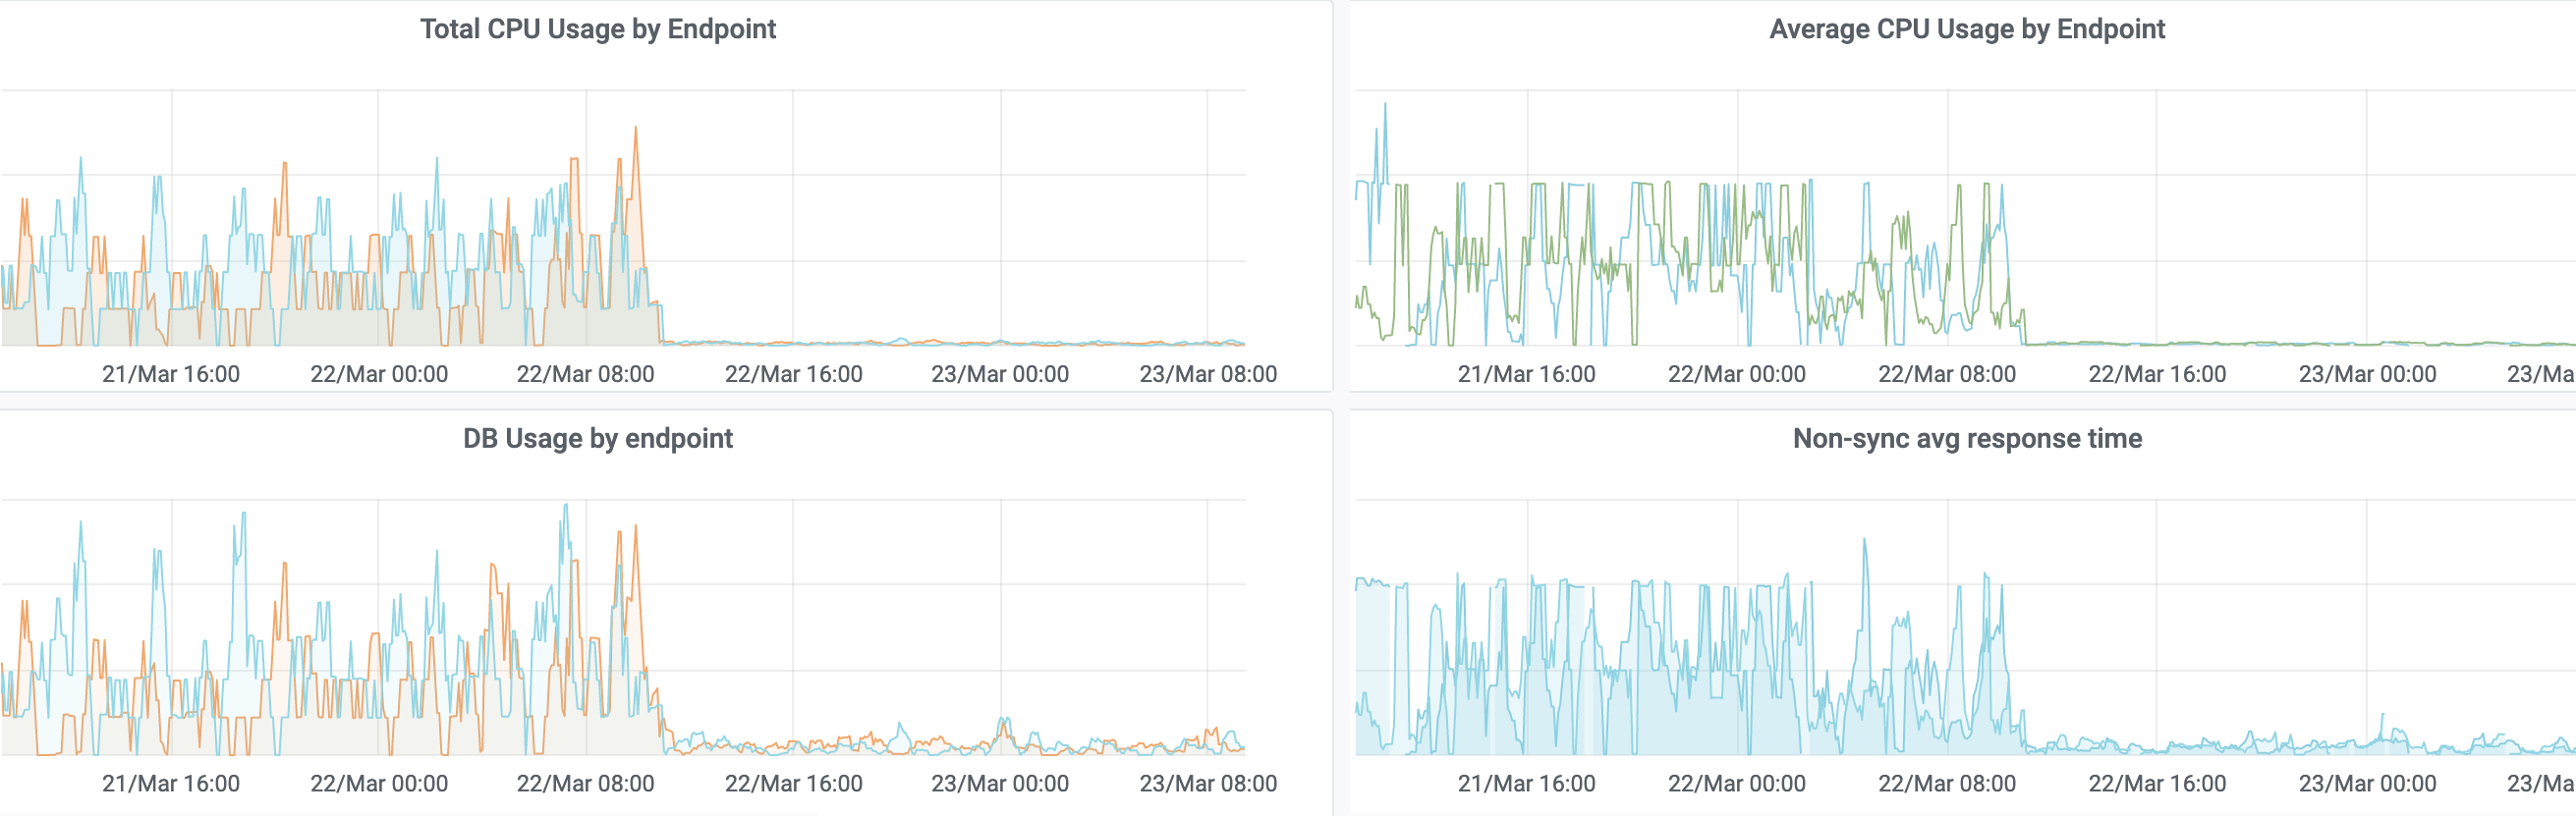 Total CPU Usage by Endpoint
21/Mar 16:00 22/Mar 00:00 22/Mar 08:00 22/Mar 16:00 23/Mar 00:00 23/Mar 08:00
Average CPU Usage by Endpoint
21/Mar 16:00 22/Mar 00:00 22/Mar 08:00 22/Mar 16:00 23/Mar 00:00 23/Ma
DB Usage by endpoint
21/Mar 16:00 22/Mar 00:00 22/Mar 08:00 22/Mar 16:00 23/Mar 00:00 23/Mar 08:00
Non-sync avg response time
21/Mar 16:00 22/Mar 00:00 22/Mar 08:00 22/Mar 16:00 23/Mar 00:00 23/Ma